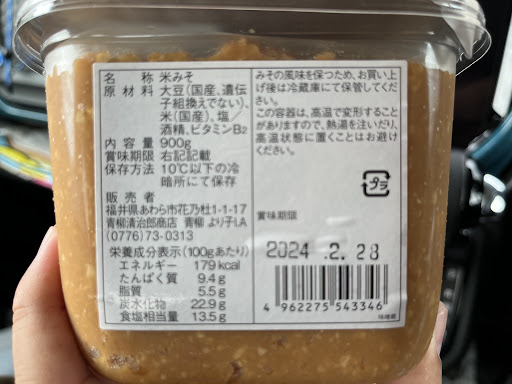 名　称　米みそ
原 材 料　大豆(国産、遺伝
子組換えでない)、
米(国産)、塩／
酒精、ビタミンB2
内 容 量　900g
賞味期限　右記記載
保存方法　10℃以下の冷
暗所にて保存
販 売 者
福井県あわら市花乃杜1-1-17
青柳清治郎商店　青柳 より子LA
(0776)73-0313
栄養成分表示(100gあたり)
エネルギー　179kcal
たんぱく質　9.4g
脂質　5.5g
炭水化物　22.9g
食塩相当量　13.5g
みその風味を保つため、お買い上
げ後は冷蔵庫にて保管してくだ
さい。
この容器は、高温で変形すること
がありますので、熱湯を注いだり、
高温状態に置くことはお避け
ください。
プラ
賞味期限
2024 .2.28
4 962275 543346